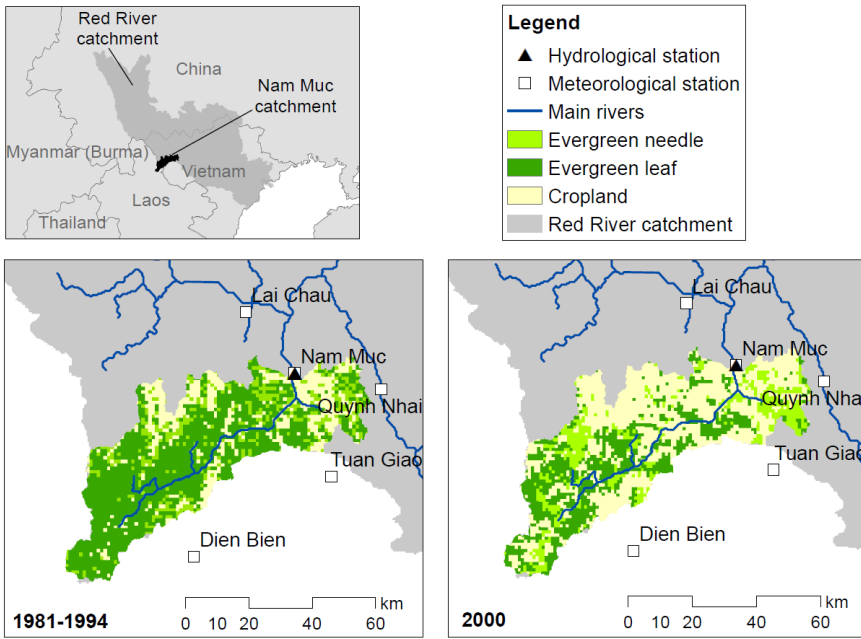 Red River
catchment
China
Nam Muc
catchment
Myanmar (Burma)
Vietnam
Laos
Thailand
Legend
Hydrological station
Meteorological station
Main rivers
Evergreen needle
Evergreen leaf
Cropland
Red River catchment
Lai Chau
Nam Muc
Quynh Nhai
Tuan Giao
Dien Bien
1981-1994
km
0 10 20 40 60
Lai Chau
Nam Muc
Quynh Nhai
Tuan Giao
Dien Bien
2000
km
0 10 20 40 60